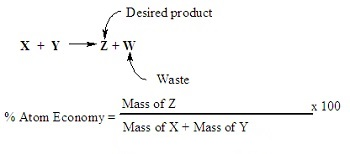 Desired product
X + Y → Z + W
Waste
% Atom Economy = Mass of Z / Mass of X + Mass of Y x 100